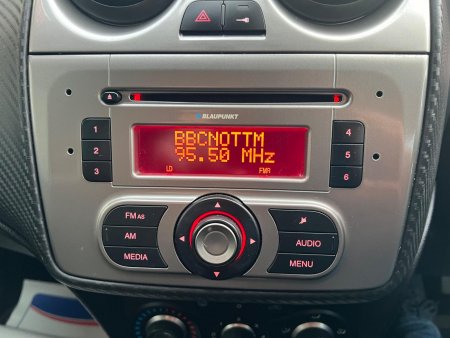 BLAUPUNKT
BBCNOTTM
95.50 MHz
LD FMR
1
2
3
4
5
6
FM AS
AM
MEDIA
AUDIO
MENU